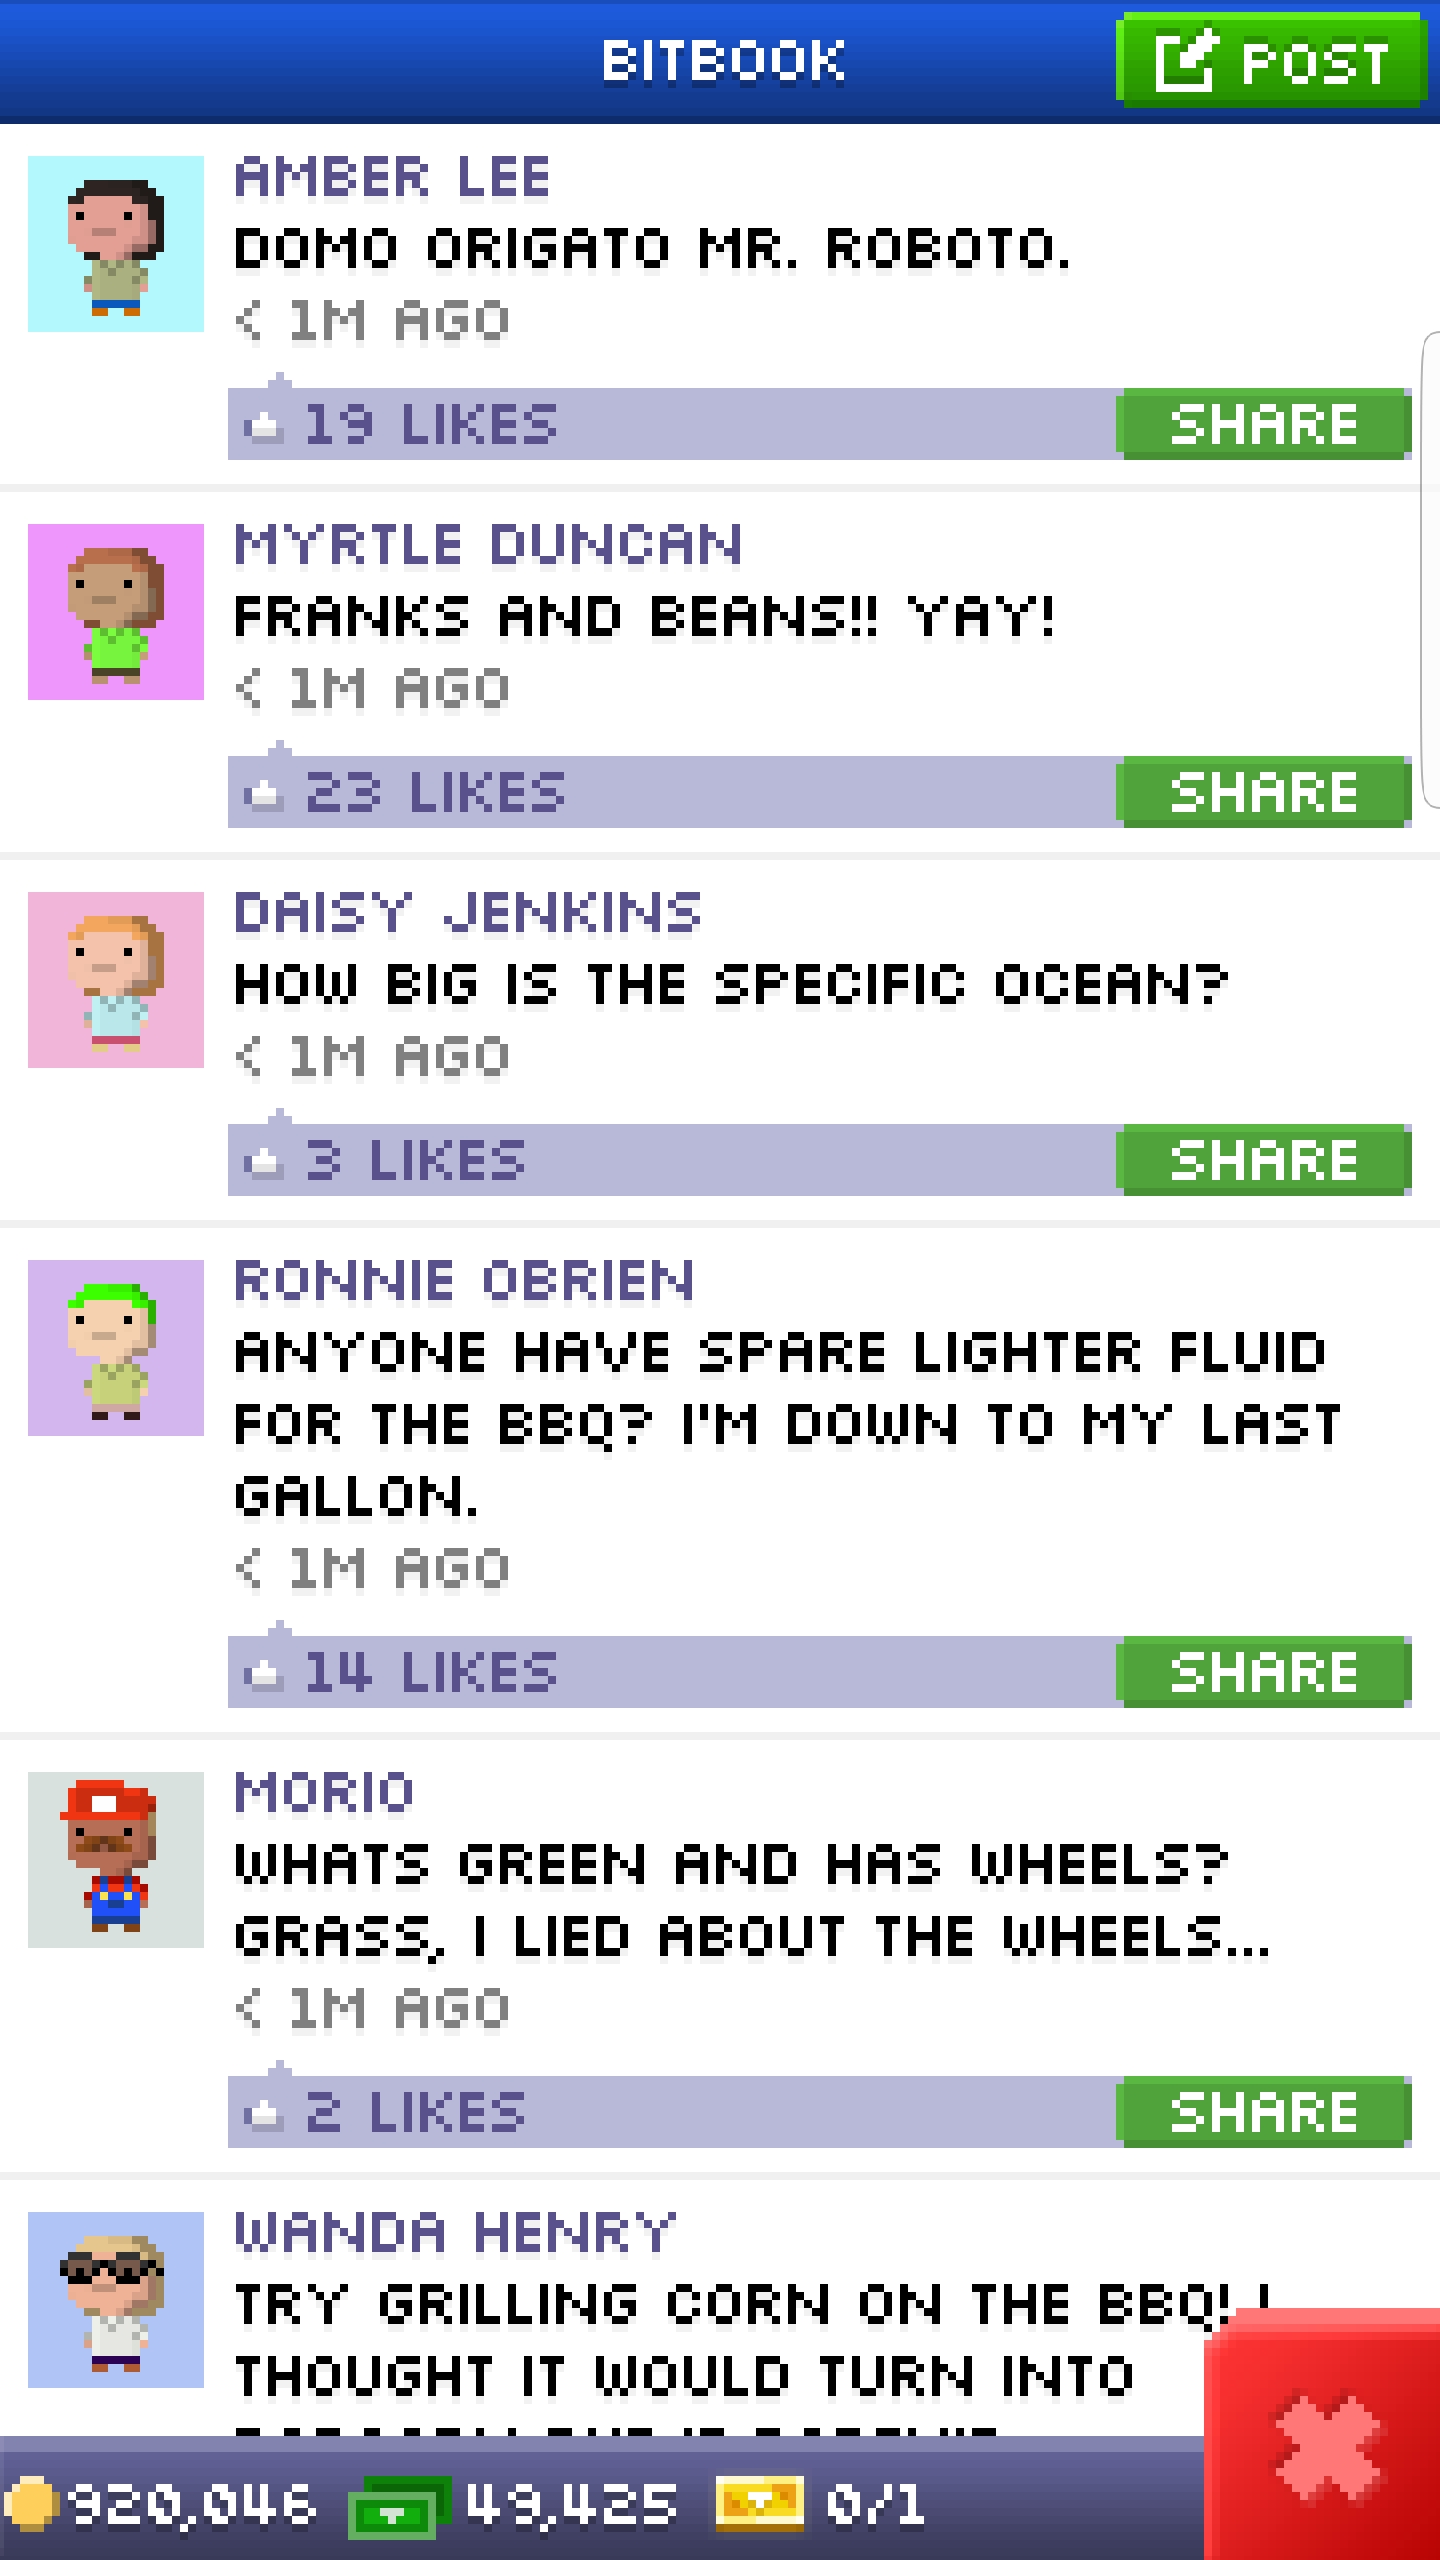 BITBOOK
POST
AMBER LEE
DOMO ORIGATO MR. ROBOTO.
< 1M AGO
19 LIKES
SHARE
MYRTLE DUNCAN
FRANKS AND BEANS!! YAY!
< 1M AGO
23 LIKES
SHARE
DAISY JENKINS
HOW BIG IS THE SPECIFIC OCEAN?
< 1M AGO
3 LIKES
SHARE
RONNIE OBRIEN
ANYONE HAVE SPARE LIGHTER FLUID
FOR THE BBQ? I'M DOWN TO MY LAST
GALLON.
< 1M AGO
14 LIKES
SHARE
MORIO
WHATS GREEN AND HAS WHEELS?
GRASS, I LIED ABOUT THE WHEELS...
< 1M AGO
2 LIKES
SHARE
WANDA HENRY
TRY GRILLING CORN ON THE BBQ! I
THOUGHT IT WOULD TURN INTO
920,046
49,425
0/1